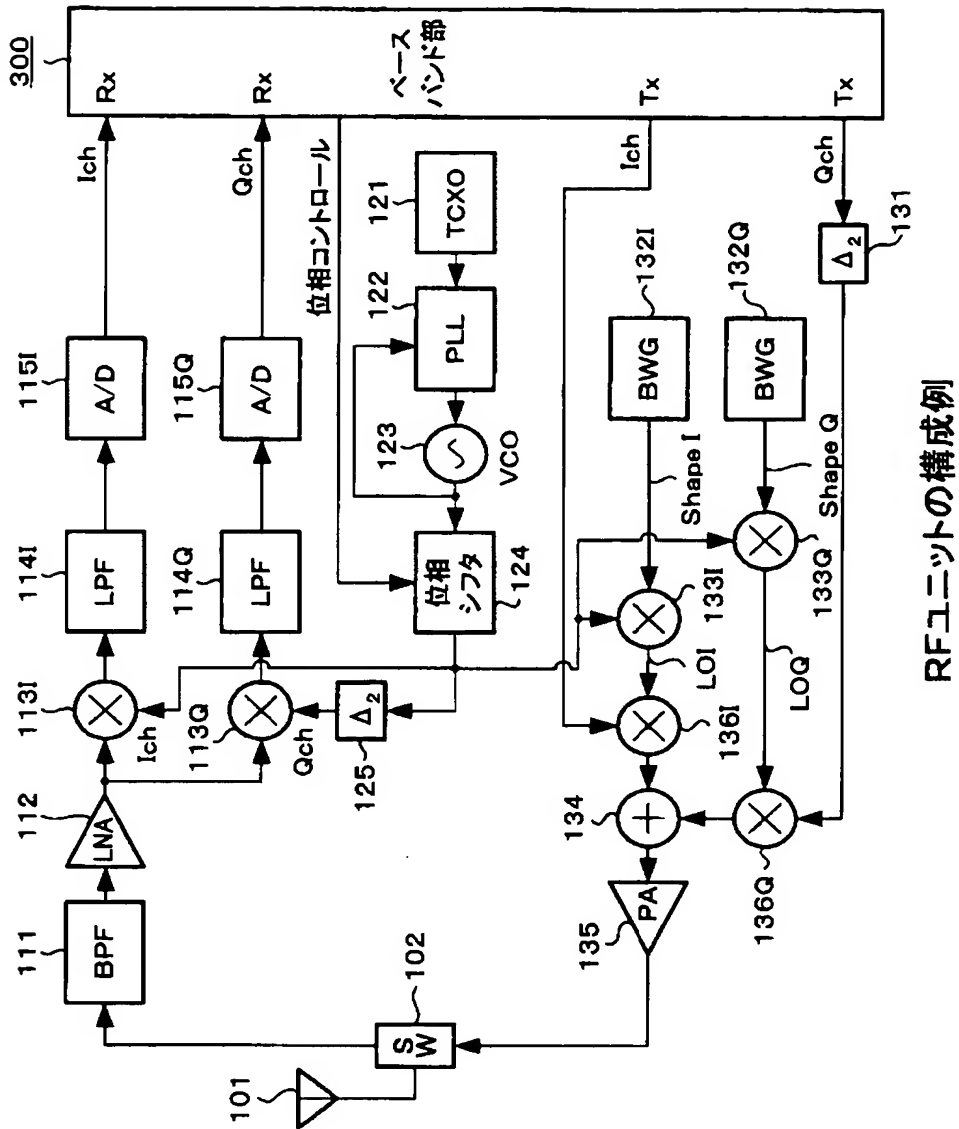 300
Rx
Rx
ベース
バンド部
Tx
Tx
Ich
Qch
位相コントロール
Ich
Qch
115I
A/D
115Q
A/D
114I
LPF
114Q
LPF
113I
Ich
113Q
Qch
Δ₂
125
112
LNA
111
BPF
102
SW
101
121
TCXO
122
PLL
123
VCO
位相
シフタ
124
132I
BWG
132Q
BWG
131
Δ₂
Shape I
Shape Q
133I
133Q
LOI
LOQ
136I
136Q
134
135
PA
RFユニットの構成例